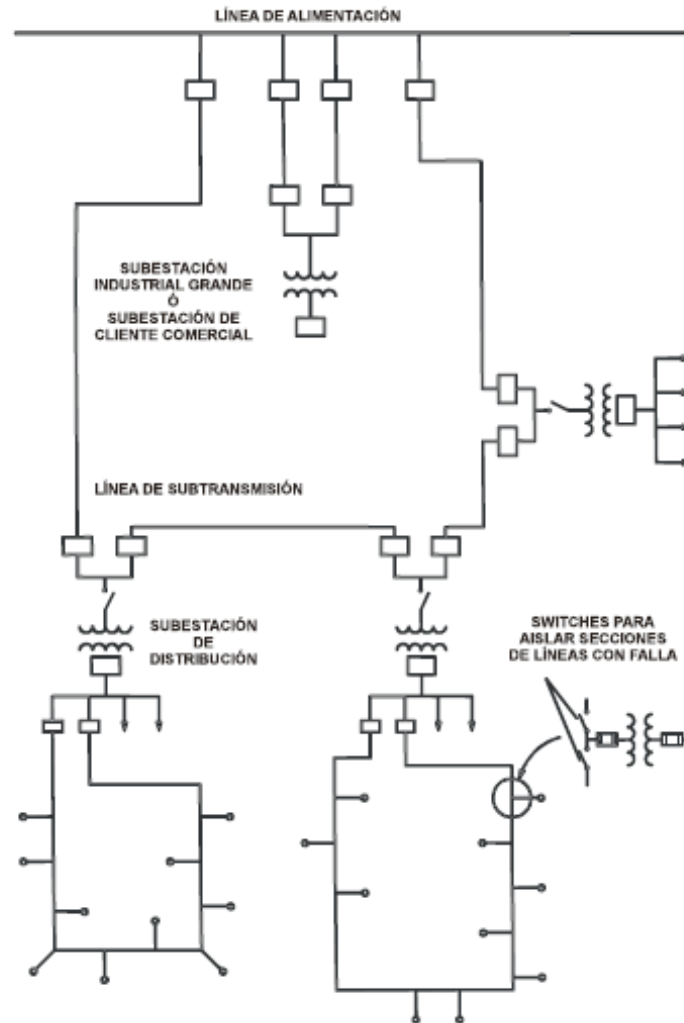 LÍNEA DE ALIMENTACIÓN
SUBESTACIÓN
INDUSTRIAL GRANDE
Ó
SUBESTACIÓN DE
CLIENTE COMERCIAL
LÍNEA DE SUBTRANSMISIÓN
SUBESTACIÓN
DE
DISTRIBUCIÓN
SWITCHES PARA
AISLAR SECCIONES
DE LÍNEAS CON FALLA